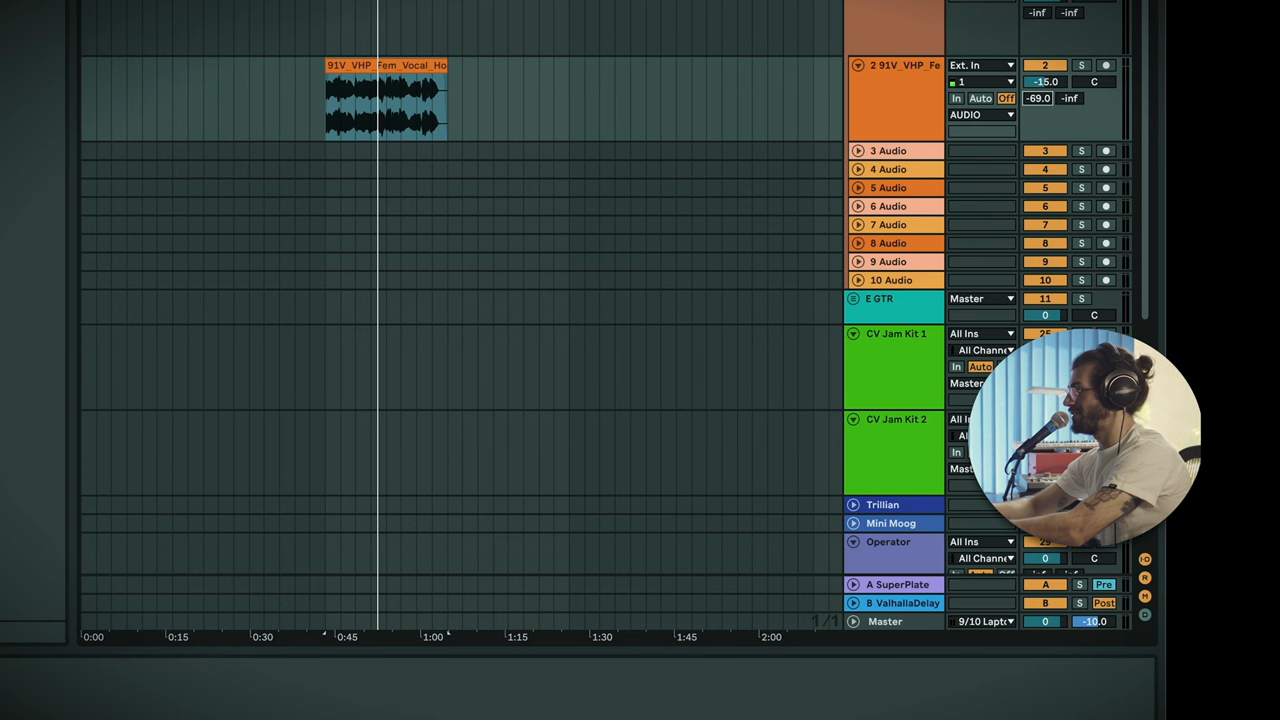 -inf -inf
91V_VHP_Fem_Vocal_Ho
2 91V_VHP_Fe Ext. In 2 S
1 -15.0 C
In Auto Off -69.0 -inf
AUDIO
3 Audio 3 S
4 Audio 4 S
5 Audio 5 S
6 Audio 6 S
7 Audio 7 S
8 Audio 8 S
9 Audio 9 S
10 Audio 10 S
E GTR Master 11 S
0 C
CV Jam Kit 1 All Ins
All Channe
In Auto
CV Jam Kit 2
In
Trillian
Mini Moog
Operator All Ins
All Channe 0 C
A SuperPlate A S Pre
B ValhallaDelay B S Post
1/1 Master 9/10 Lapto 0 -10.0
0:00 0:15 0:30 0:45 1:00 1:15 1:30 1:45 2:00
I·O
R
M
D